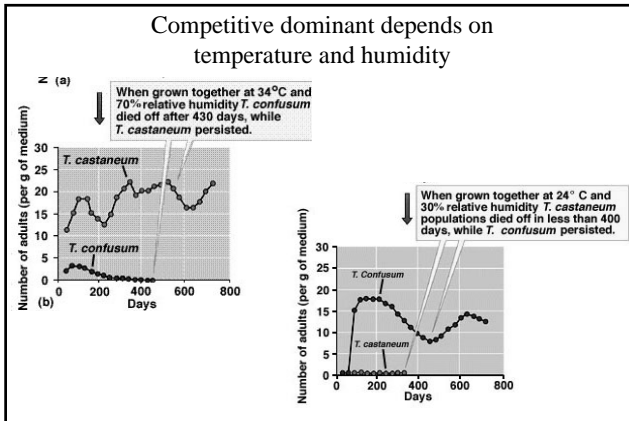 Competitive dominant depends on
temperature and humidity
N (a)
When grown together at 34°C and
70% relative humidity T. confusum
died off after 430 days, while
T. castaneum persisted.
Number of adults (per g of medium)
30
25
20
15
10
5
0
T. castaneum
T. confusum
(b)
0
200
400
600
800
Days
When grown together at 24° C and
30% relative humidity T. castaneum
populations died off in less than 400
days, while T. confusum persisted.
Number of adults (per g of medium)
30
25
20
15
10
5
0
T. Confusum
T. castaneum
0
200
400
600
800
Days